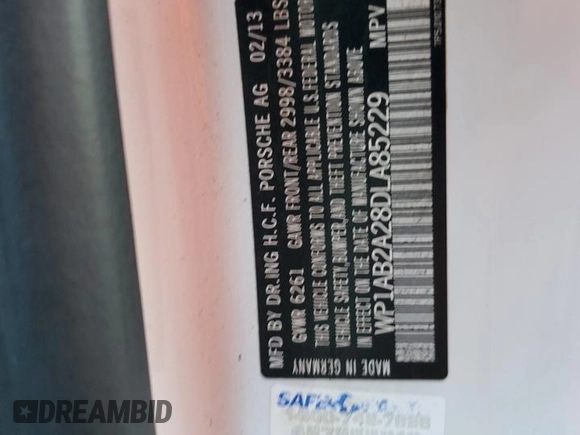 MFD BY DR.ING H.C.F. PORSCHE AG 02/13
GVWR 6261 GAWR FRONT/REAR 2998/3384 LBS
THIS VEHICLE CONFORMS TO ALL APPLICABLE U.S.FEDERAL MOTOR
VEHICLE SAFETY,BUMPER,AND THEFT PREVENTION STANDARDS
IN EFFECT ON THE DATE OF MANUFACTURE SHOWN ABOVE
WP1AB2A28DLA85229 MPV
MADE IN GERMANY
DREAMBID